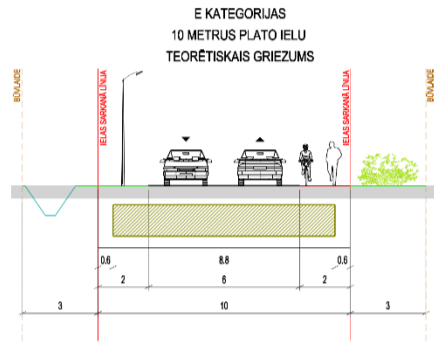 E KATEGORIJAS
10 METRUS PLATO IELU
TEORĒTISKAIS GRIEZUMS
BŪVLAIDE
IELAS SARKANĀ LĪNIJA
IELAS SARKANĀ LĪNIJA
BŪVLAIDE
0.6 8.8 0.6
2 6 2
3 10 3